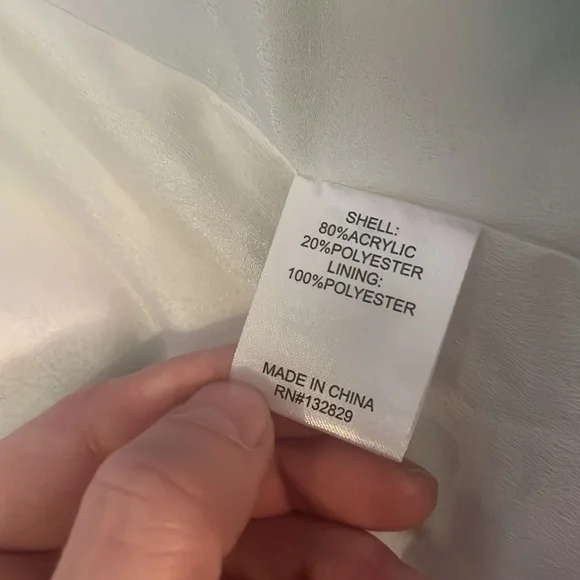 SHELL:
80%ACRYLIC
20%POLYESTER
LINING:
100%POLYESTER
MADE IN CHINA
RN#132829